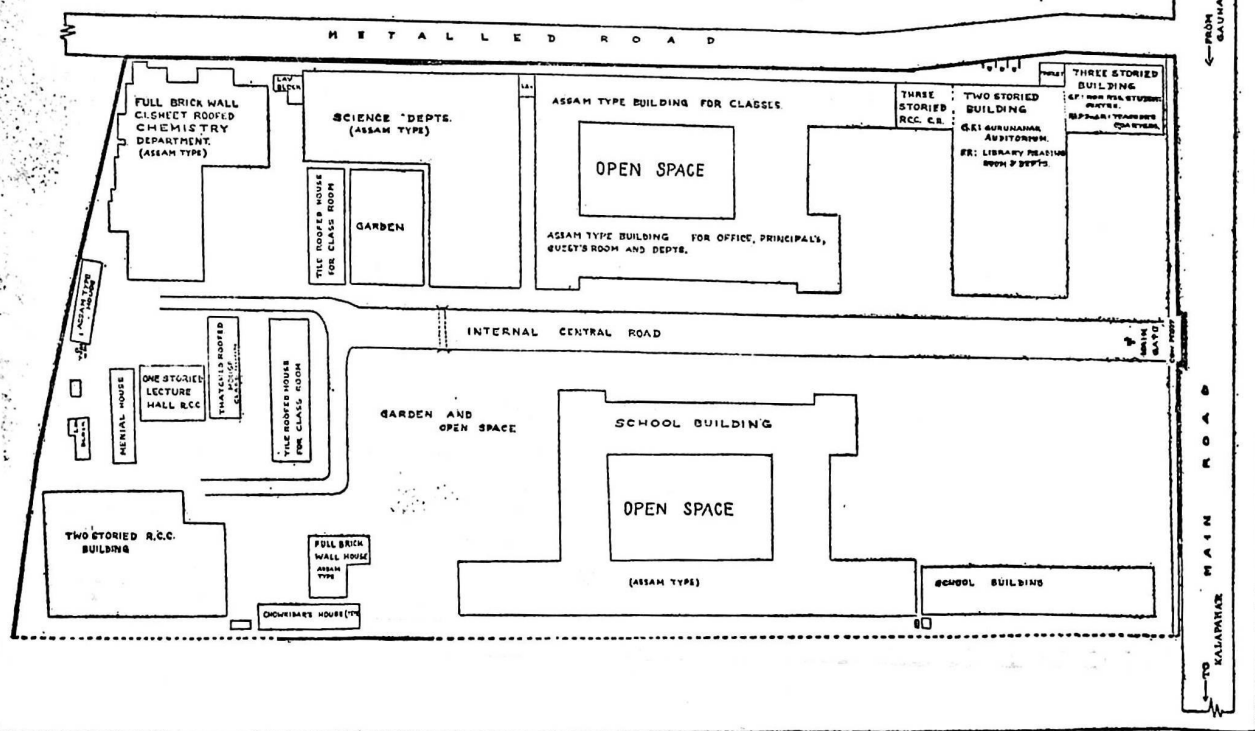 METALLED ROAD
FROM
FULL BRICK WALL
C.I.SHEET ROOFED
CHEMISTRY
DEPARTMENT.
(ASSAM TYPE)
LAV
BLOCK
SCIENCE DEPTS.
(ASSAM TYPE)
ASSAM TYPE BUILDING FOR CLASSES.
OPEN SPACE
ASSAM TYPE BUILDING FOR OFFICE, PRINCIPAL'S,
GUEST'S ROOM AND DEPTS.
THREE
STORIED
RCC. C.R.
TWO STORIED
BUILDING
AUDITORIUM.
FR: LIBRARY READING
ROOM & DEPTS.
THREE STORIED
BUILDING
TILE ROOFED HOUSE
FOR CLASS ROOM
GARDEN
ASSAM TYPE
HOUSE
INTERNAL CENTRAL ROAD
MAIN
GATE
MENIAL HOUSE
ONE STORIED
LECTURE
HALL R.C.C
THATCHED ROOFED
HOUSE
TILE ROOFED HOUSE
FOR CLASS ROOM
GARDEN AND
OPEN SPACE
SCHOOL BUILDING
OPEN SPACE
(ASSAM TYPE)
SCHOOL BUILDING
TWO STORIED R.C.C.
BUILDING
FULL BRICK
WALL HOUSE
ASSAM
TYPE
CHOWKIDAR'S HOUSE
MAIN ROAD
TO
KALAPAHAR